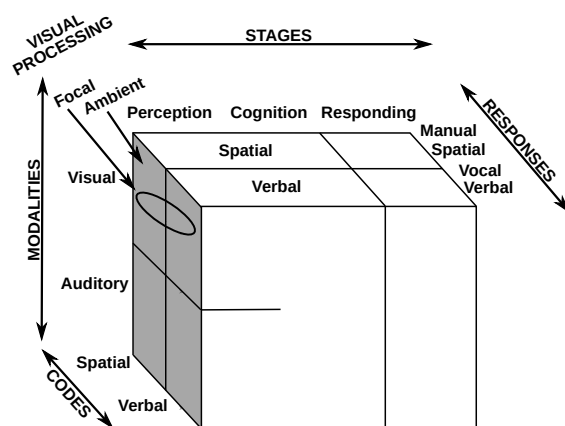 VISUAL
PROCESSING
STAGES
Focal
Ambient
Perception Cognition Responding
RESPONSES
Manual
Spatial
Spatial
Vocal
Verbal
Visual
Verbal
MODALITIES
Auditory
Spatial
Verbal
CODES